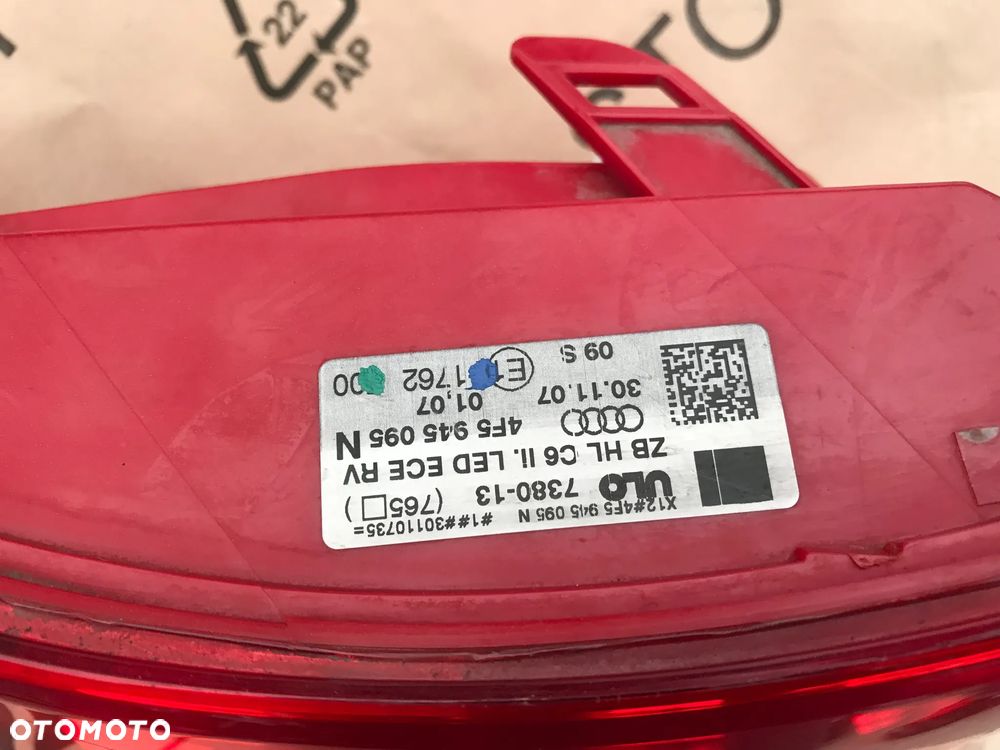 22
PAP
TO
X12#4F5 945 095 N #1##30110735=
ULO 7380-13 (765□)
ZB HL C6 II. LED ECE RV
4F5 945 095 N
30.11.07 01,07
09 S E 1762 00
OTOMOTO